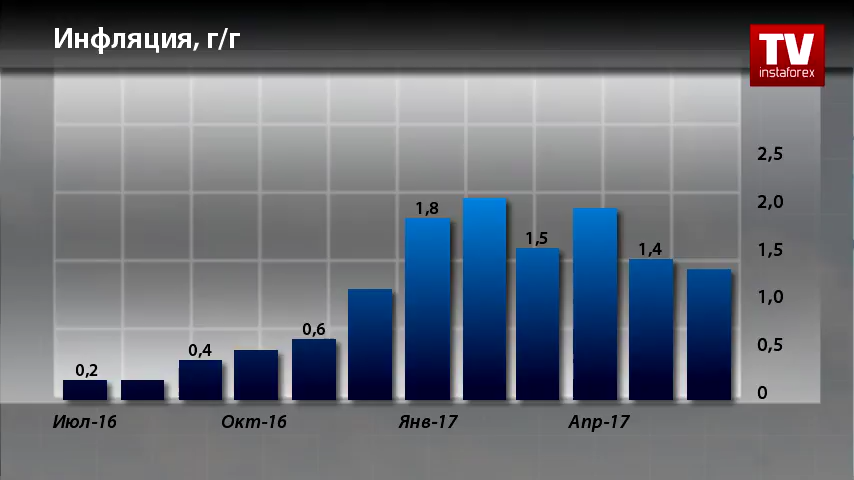 Инфляция, г/г
TV
instaforex
2,5
2,0
1,5
1,0
0,5
0
0,2
0,4
0,6
1,8
1,5
1,4
Июл-16
Окт-16
Янв-17
Апр-17